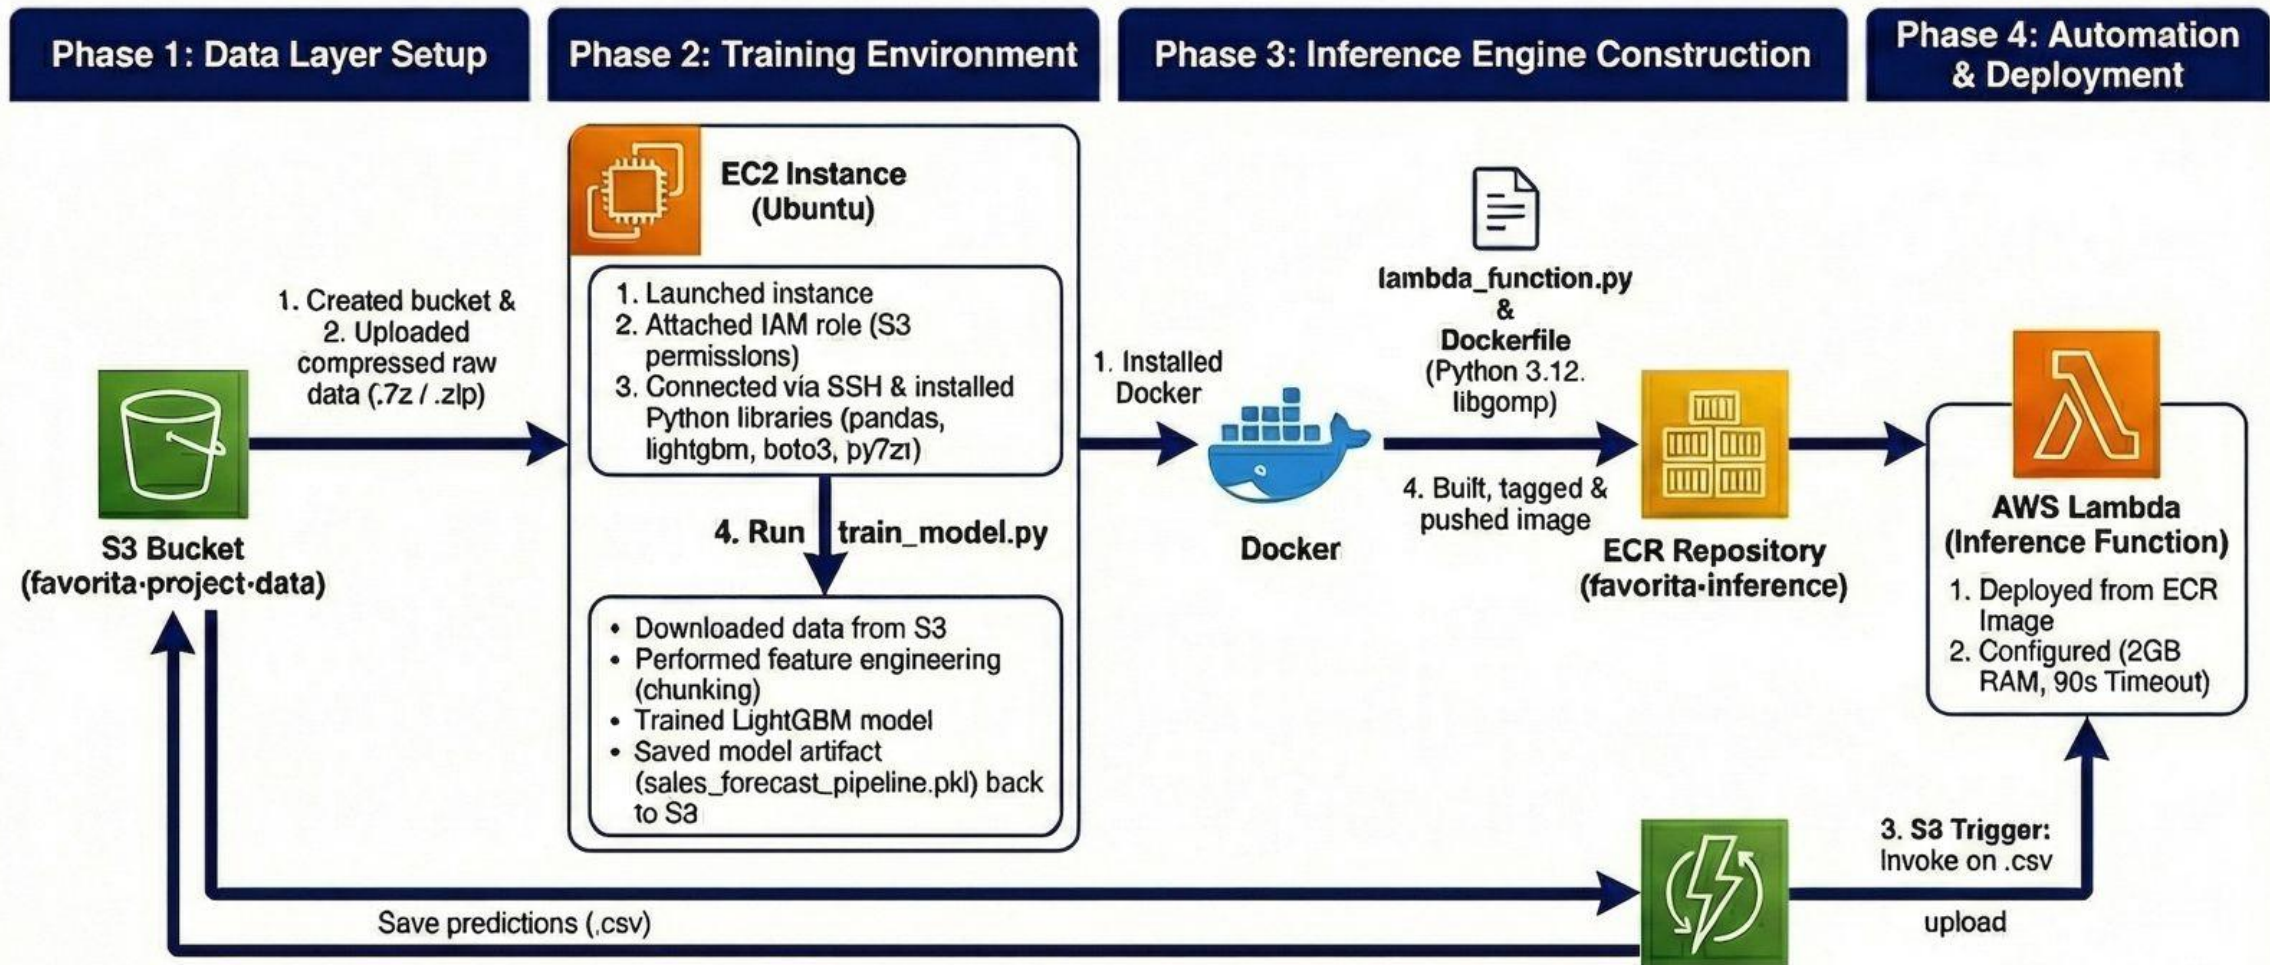 Phase 1: Data Layer Setup
Phase 2: Training Environment
Phase 3: Inference Engine Construction
Phase 4: Automation
& Deployment
1. Created bucket &
2. Uploaded
compressed raw
data (.7z / .zlp)
S3 Bucket
(favorita·project·data)
EC2 Instance
(Ubuntu)
1. Launched instance
2. Attached IAM role (S3
permissIons)
3. Connected vía SSH & installed
Python libraries (pandas,
lightgbm, boto3, py7zı)
4. Run train_model.py
• Downloaded data from S3
• Performed feature engineering
(chunking)
• Trained LightGBM model
• Saved model artifact
(sales_forecast_pipeline.pkl) back
to S3
1. Installed
Docker
Docker
lambda_function.py
&
Dockerfile
(Python 3.12.
libgomp)
4. Built, tagged &
pushed image
ECR Repository
(favorita·inference)
AWS Lambda
(Inference Function)
1. Deployed from ECR
Image
2. Configured (2GB
RAM, 90s Timeout)
3. S3 Trigger:
Invoke on .csv
upload
Save predictions (.csv)